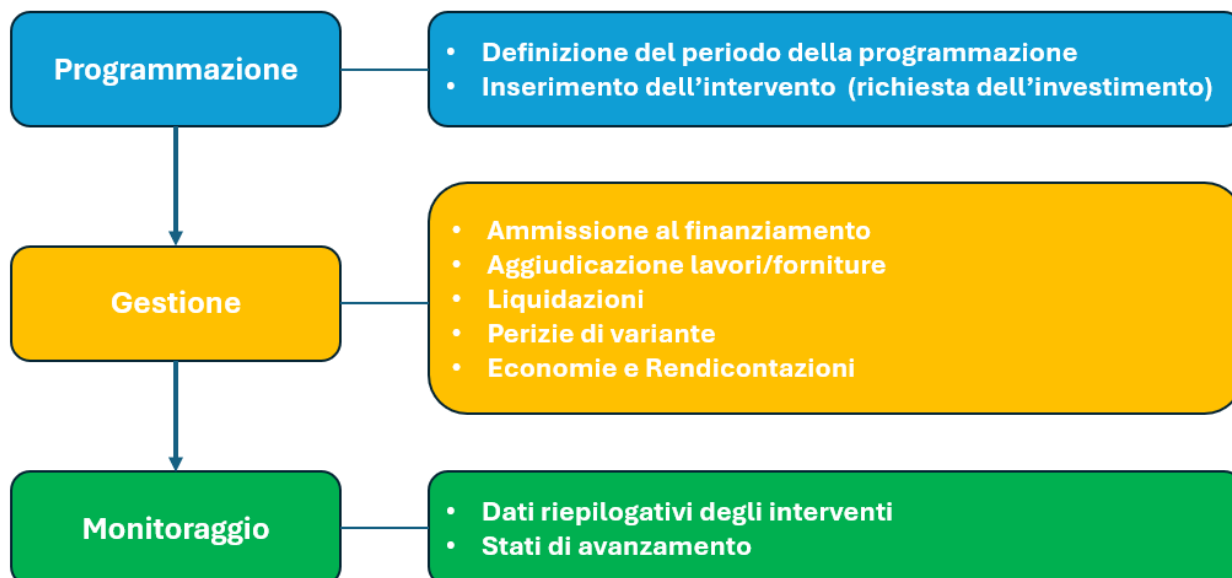 Programmazione
• Definizione del periodo della programmazione
• Inserimento dell’intervento (richiesta dell’investimento)
Gestione
• Ammissione al finanziamento
• Aggiudicazione lavori/forniture
• Liquidazioni
• Perizie di variante
• Economie e Rendicontazioni
Monitoraggio
• Dati riepilogativi degli interventi
• Stati di avanzamento